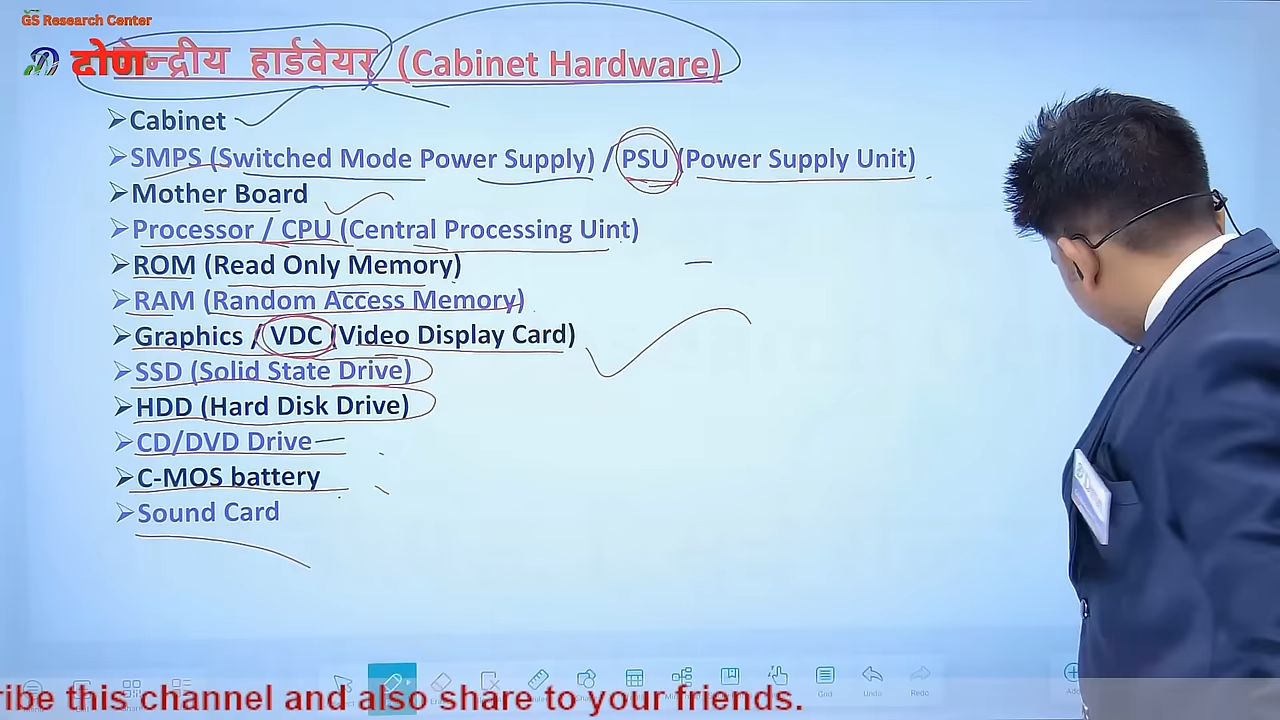 GS Research Center
द्रोण
केन्द्रीय हार्डवेयर (Cabinet Hardware)
➢Cabinet
➢SMPS (Switched Mode Power Supply) / PSU (Power Supply Unit)
➢Mother Board
➢Processor / CPU (Central Processing Uint)
➢ROM (Read Only Memory)
➢RAM (Random Access Memory)
➢Graphics / VDC (Video Display Card)
➢SSD (Solid State Drive)
➢HDD (Hard Disk Drive)
➢CD/DVD Drive
➢C-MOS battery
➢Sound Card
Grid Undo Redo
ribe this channel and also share to your friends.